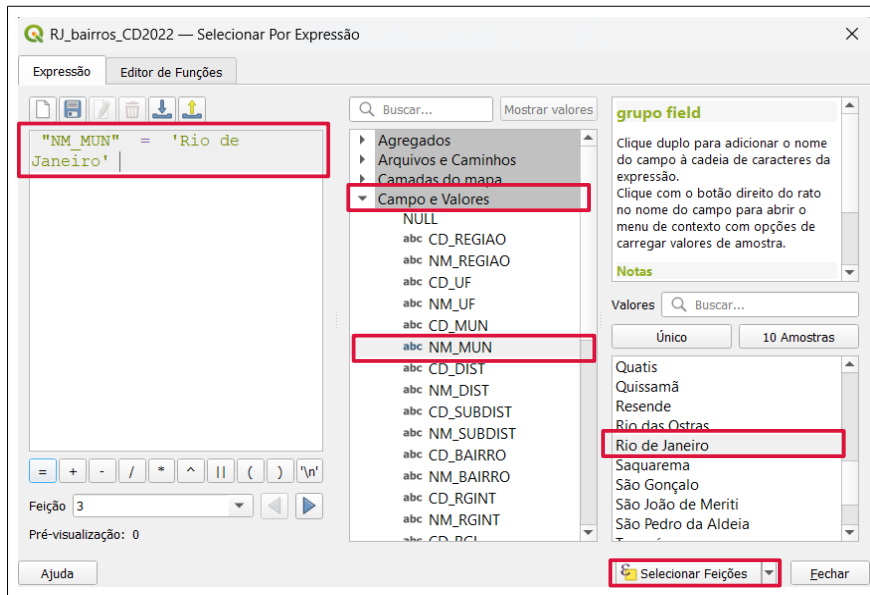 RJ_bairros_CD2022 — Selecionar Por Expressão
Expressão
Editor de Funções
"NM_MUN" = 'Rio de
Janeiro'
= + - / * ^ || ( ) '\n'
Feição 3
Pré-visualização: 0
Buscar...
Mostrar valores
Agregados
Arquivos e Caminhos
Camadas do mapa
Campo e Valores
NULL
abc CD_REGIAO
abc NM_REGIAO
abc CD_UF
abc NM_UF
abc CD_MUN
abc NM_MUN
abc CD_DIST
abc NM_DIST
abc CD_SUBDIST
abc NM_SUBDIST
abc CD_BAIRRO
abc NM_BAIRRO
abc CD_RGINT
abc NM_RGINT
abc CD_RGI
grupo field
Clique duplo para adicionar o nome
do campo à cadeia de caracteres da
expressão.
Clique com o botão direito do rato
no nome do campo para abrir o
menu de contexto com opções de
carregar valores de amostra.
Notas
Valores
Buscar...
Único
10 Amostras
Quatis
Quissamã
Resende
Rio das Ostras
Rio de Janeiro
Saquarema
São Gonçalo
São João de Meriti
São Pedro da Aldeia
Ajuda
Selecionar Feições
Fechar